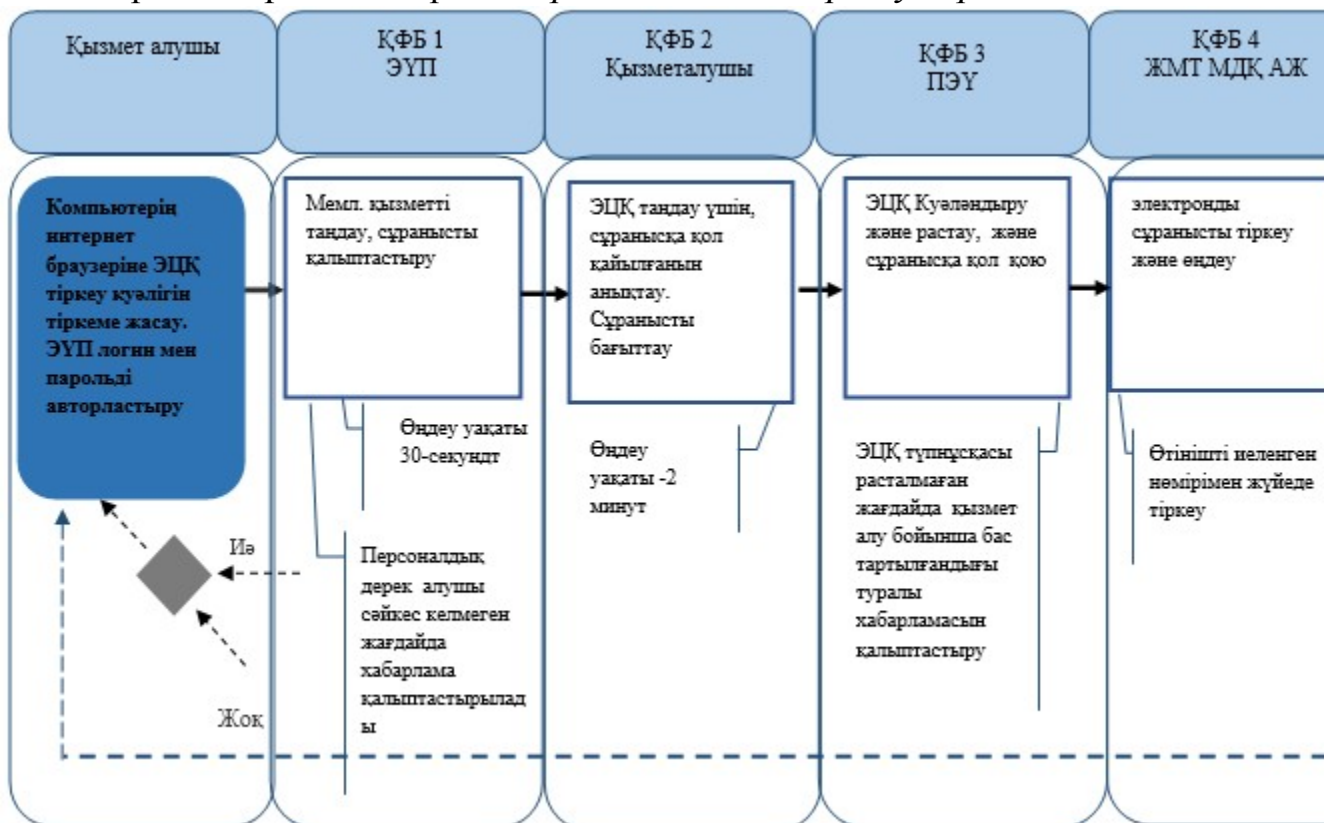 Қызмет алушы
ҚФБ 1
ЭҮП
ҚФБ 2
Қызметалушы
ҚФБ 3
ПЭҮ
ҚФБ 4
ЖМТ МДҚ АЖ
Компьютерің
интернет
браузеріне ЭЦҚ
тіркеу куәлігін
тіркеме жасау.
ЭҮП логин мен
парольді
авторластыру
Мемл. қызметті
таңдау, сұранысты
қалыптастыру
ЭЦҚ таңдау үшін,
сұранысқа қол
қайылғанын
анықтау.
Сұранысты
бағыттау
ЭЦҚ Куәләндыру
және растау, және
сұранысқа қол қою
электронды
сұранысты тіркеу
және өңдеу
Өңдеу уақаты
30-секундт
Өңдеу
уақаты -2
минут
ЭЦҚ түпнұсқасы
расталмаған
жағдайда қызмет
алу бойынша бас
тартылғандығы
туралы
хабарламасын
қалыптастыру
Өтінішті иеленген
нөмірімен жүйеде
тіркеу
Иә
Персоналдық
дерек алушы
сәйкес келмеген
жағдайда
хабарлама
қалыптастырылад
ы
Жоқ